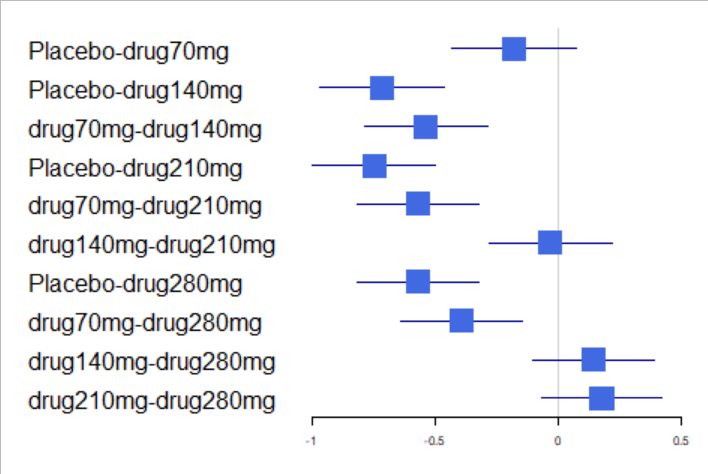 Placebo-drug70mg
Placebo-drug140mg
drug70mg-drug140mg
Placebo-drug210mg
drug70mg-drug210mg
drug140mg-drug210mg
Placebo-drug280mg
drug70mg-drug280mg
drug140mg-drug280mg
drug210mg-drug280mg
-1 -0.5 0 0.5